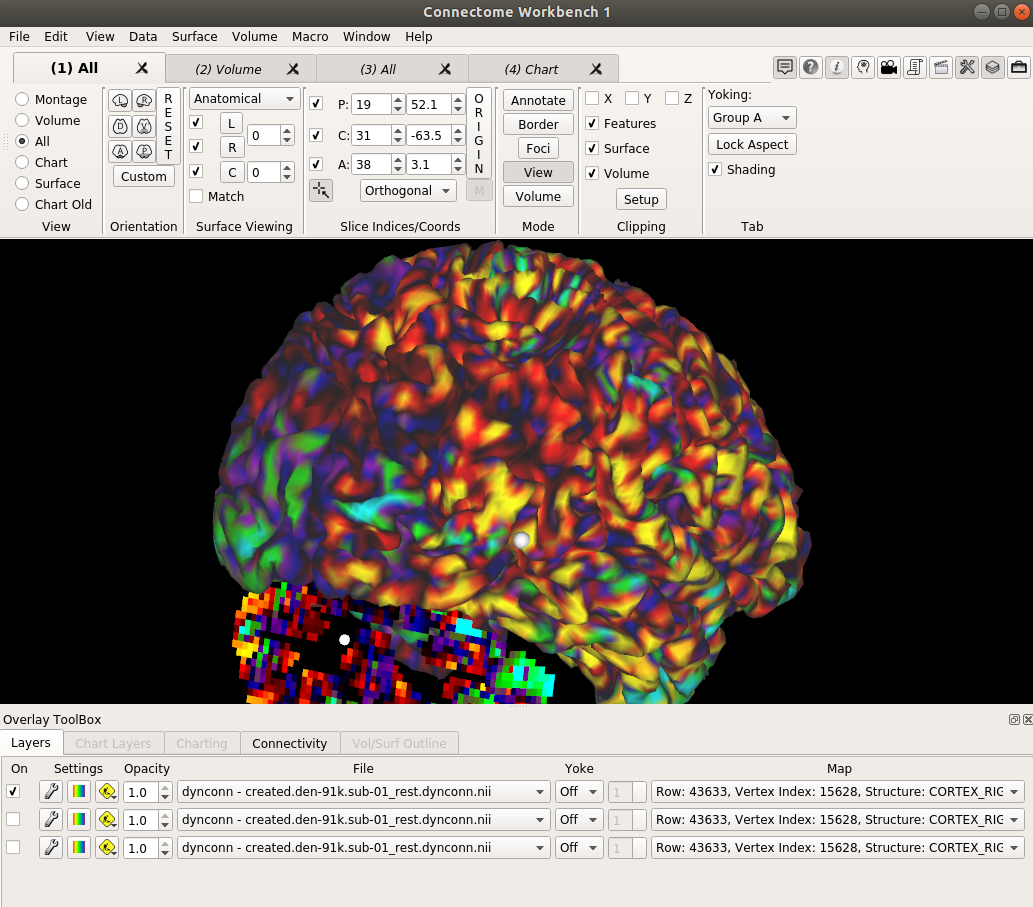 Connectome Workbench 1
File Edit View Data Surface Volume Macro Window Help
(1) All (2) Volume (3) All (4) Chart
Montage
Volume
All
Chart
Surface
Chart Old
View
L R
D V
A P
RESET
Custom
Orientation
Anatomical
L 0
R
C 0
Match
Surface Viewing
P: 19 52.1
C: 31 -63.5
A: 38 3.1
ORIGIN
Orthogonal M
Slice Indices/Coords
Annotate
Border
Foci
View
Volume
Mode
X Y Z
Features
Surface
Volume
Setup
Clipping
Yoking:
Group A
Lock Aspect
Shading
Tab
Overlay ToolBox
Layers Chart Layers Charting Connectivity Vol/Surf Outline
On Settings Opacity File Yoke Map
1.0 dynconn - created.den-91k.sub-01_rest.dynconn.nii Off 1 Row: 43633, Vertex Index: 15628, Structure: CORTEX_RIG
1.0 dynconn - created.den-91k.sub-01_rest.dynconn.nii Off 1 Row: 43633, Vertex Index: 15628, Structure: CORTEX_RIG
1.0 dynconn - created.den-91k.sub-01_rest.dynconn.nii Off 1 Row: 43633, Vertex Index: 15628, Structure: CORTEX_RIG